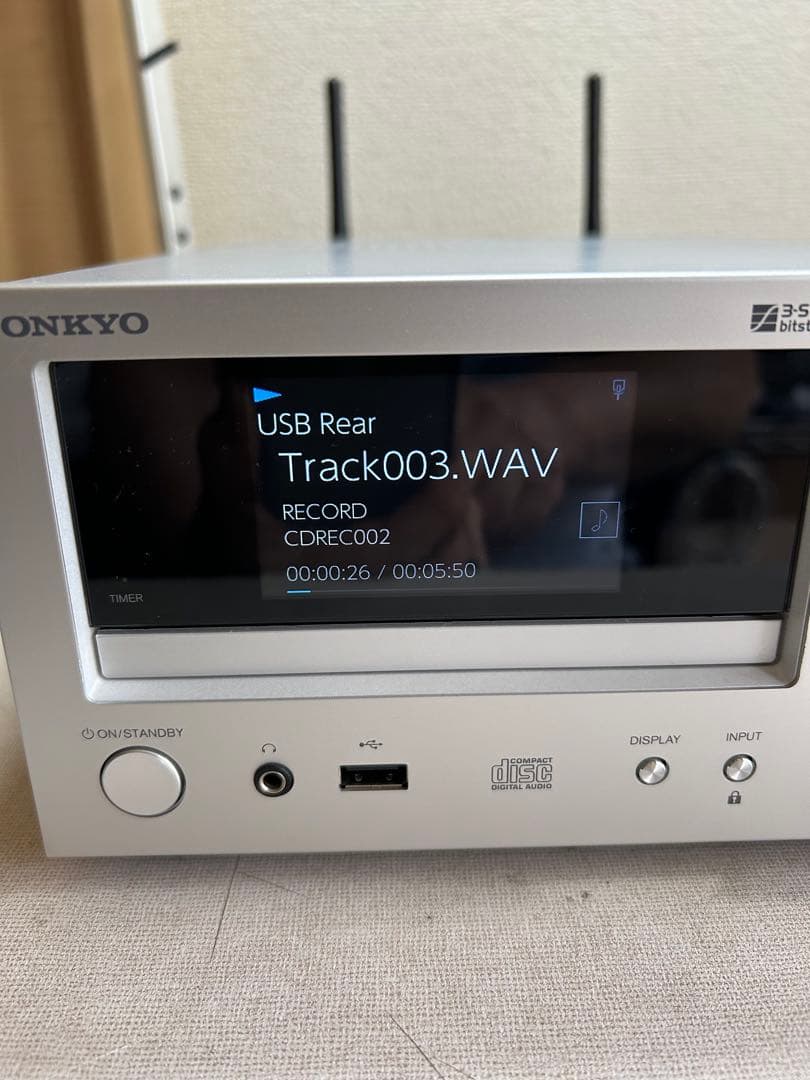 ONKYO
USB Rear
Track003.WAV
RECORD
CDREC002
00:00:26 / 00:05:50
TIMER
ON/STANDBY
COMPACT
disc
DIGITAL AUDIO
DISPLAY
INPUT